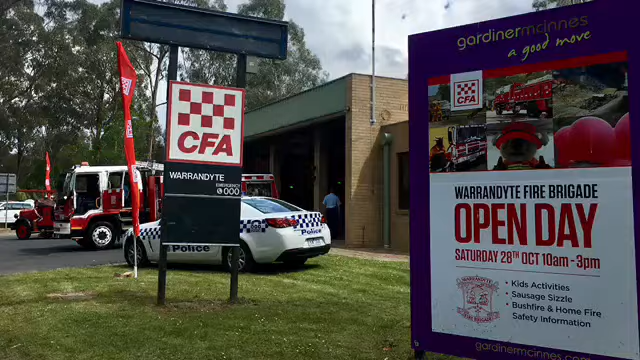 gardinermcinnes
a good move
CFA
WARRANDYTE FIRE BRIGADE
OPEN DAY
SATURDAY 28TH OCT 10am-3pm
• Kids Activities
• Sausage Sizzle
• Bushfire & Home Fire
Safety Information
WARRANDYTE
gardinermcinnes.com
CFA
WARRANDYTE
EMERGENCY
000
Police